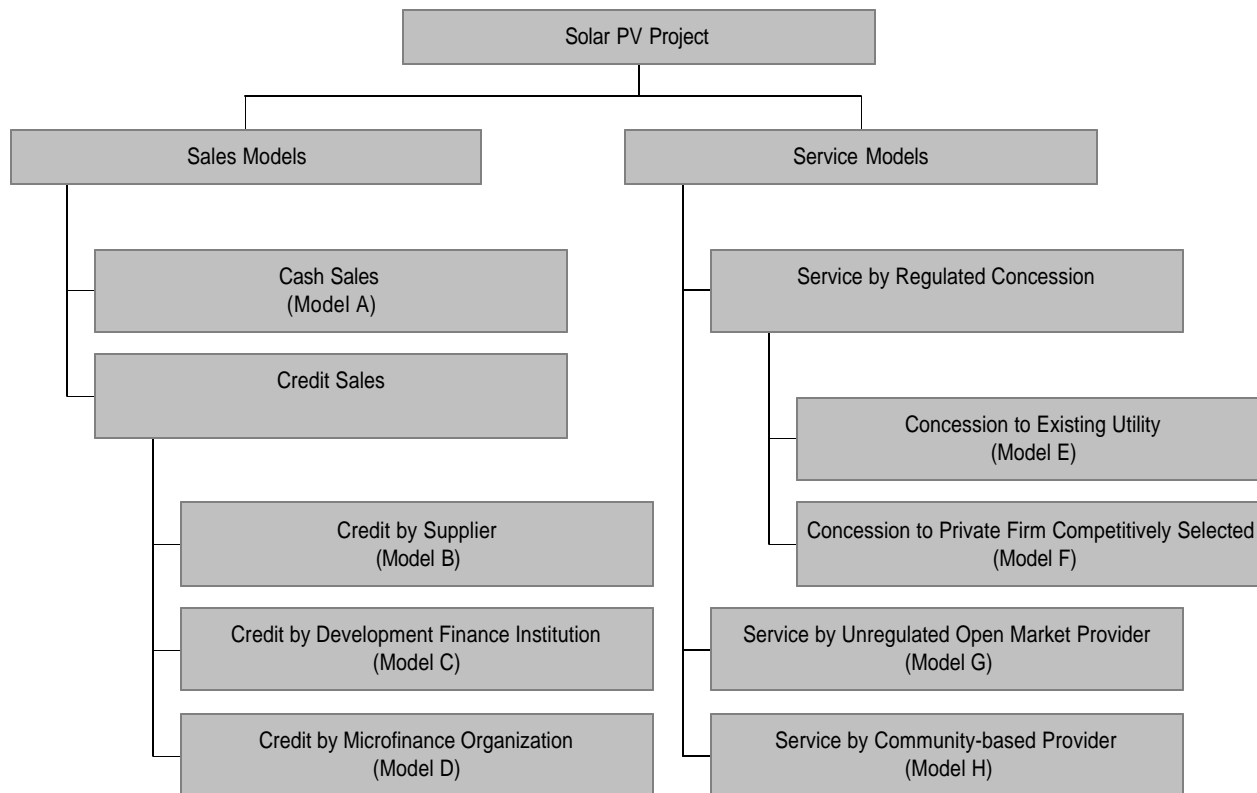 Solar PV Project
Sales Models
Service Models
Cash Sales
(Model A)
Service by Regulated Concession
Credit Sales
Concession to Existing Utility
(Model E)
Credit by Supplier
(Model B)
Concession to Private Firm Competitively Selected
(Model F)
Credit by Development Finance Institution
(Model C)
Service by Unregulated Open Market Provider
(Model G)
Credit by Microfinance Organization
(Model D)
Service by Community-based Provider
(Model H)